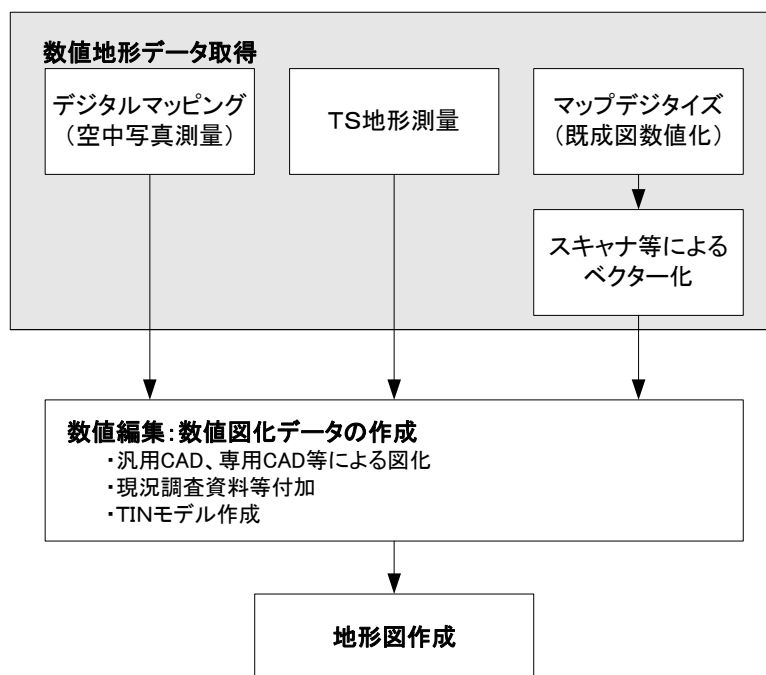 数値地形データ取得
デジタルマッピング
（空中写真測量）
TS地形測量
マップデジタイズ
（既成図数値化）
スキャナ等による
ベクター化
数値編集：数値図化データの作成
・汎用CAD、専用CAD等による図化
・現況調査資料等付加
・TINモデル作成
地形図作成